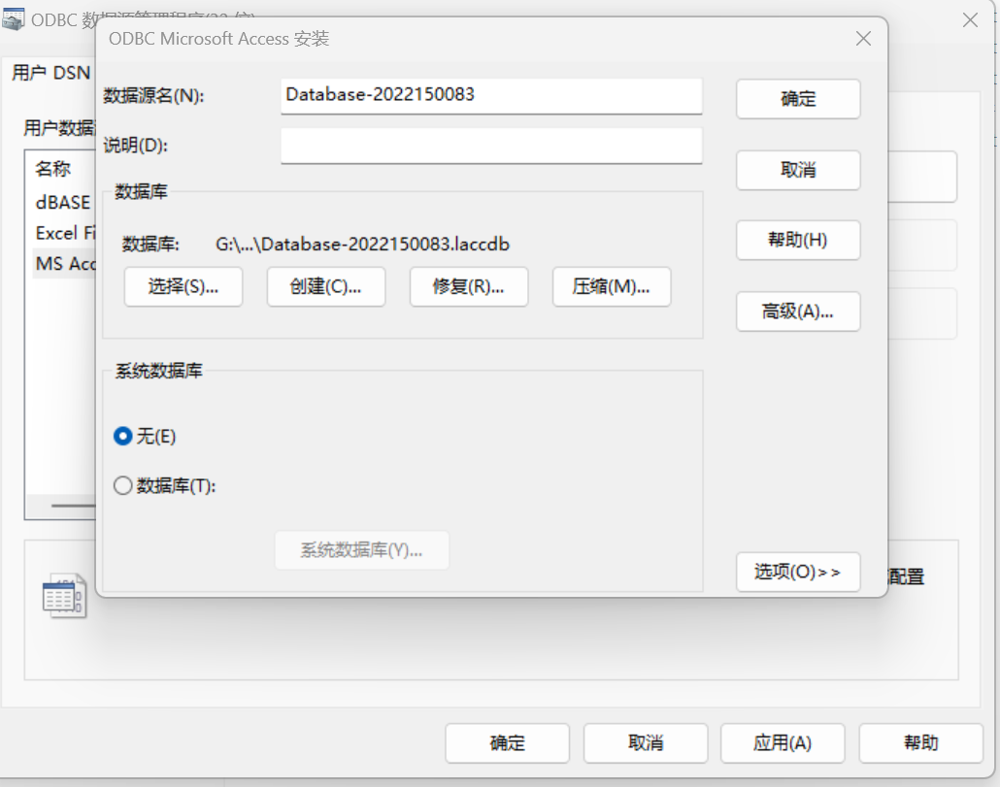 ODBC 数据源管理程序(32 位)
ODBC Microsoft Access 安装
用户 DSN
数据源名(N):
Database-2022150083
确定
用户数据
说明(D):
取消
名称
数据库
dBASE
数据库:
G:\...\Database-2022150083.laccdb
帮助(H)
Excel Fi
MS Acc
选择(S)...
创建(C)...
修复(R)...
压缩(M)...
高级(A)...
系统数据库
无(E)
数据库(T):
系统数据库(Y)...
选项(O)>>
配置
确定
取消
应用(A)
帮助